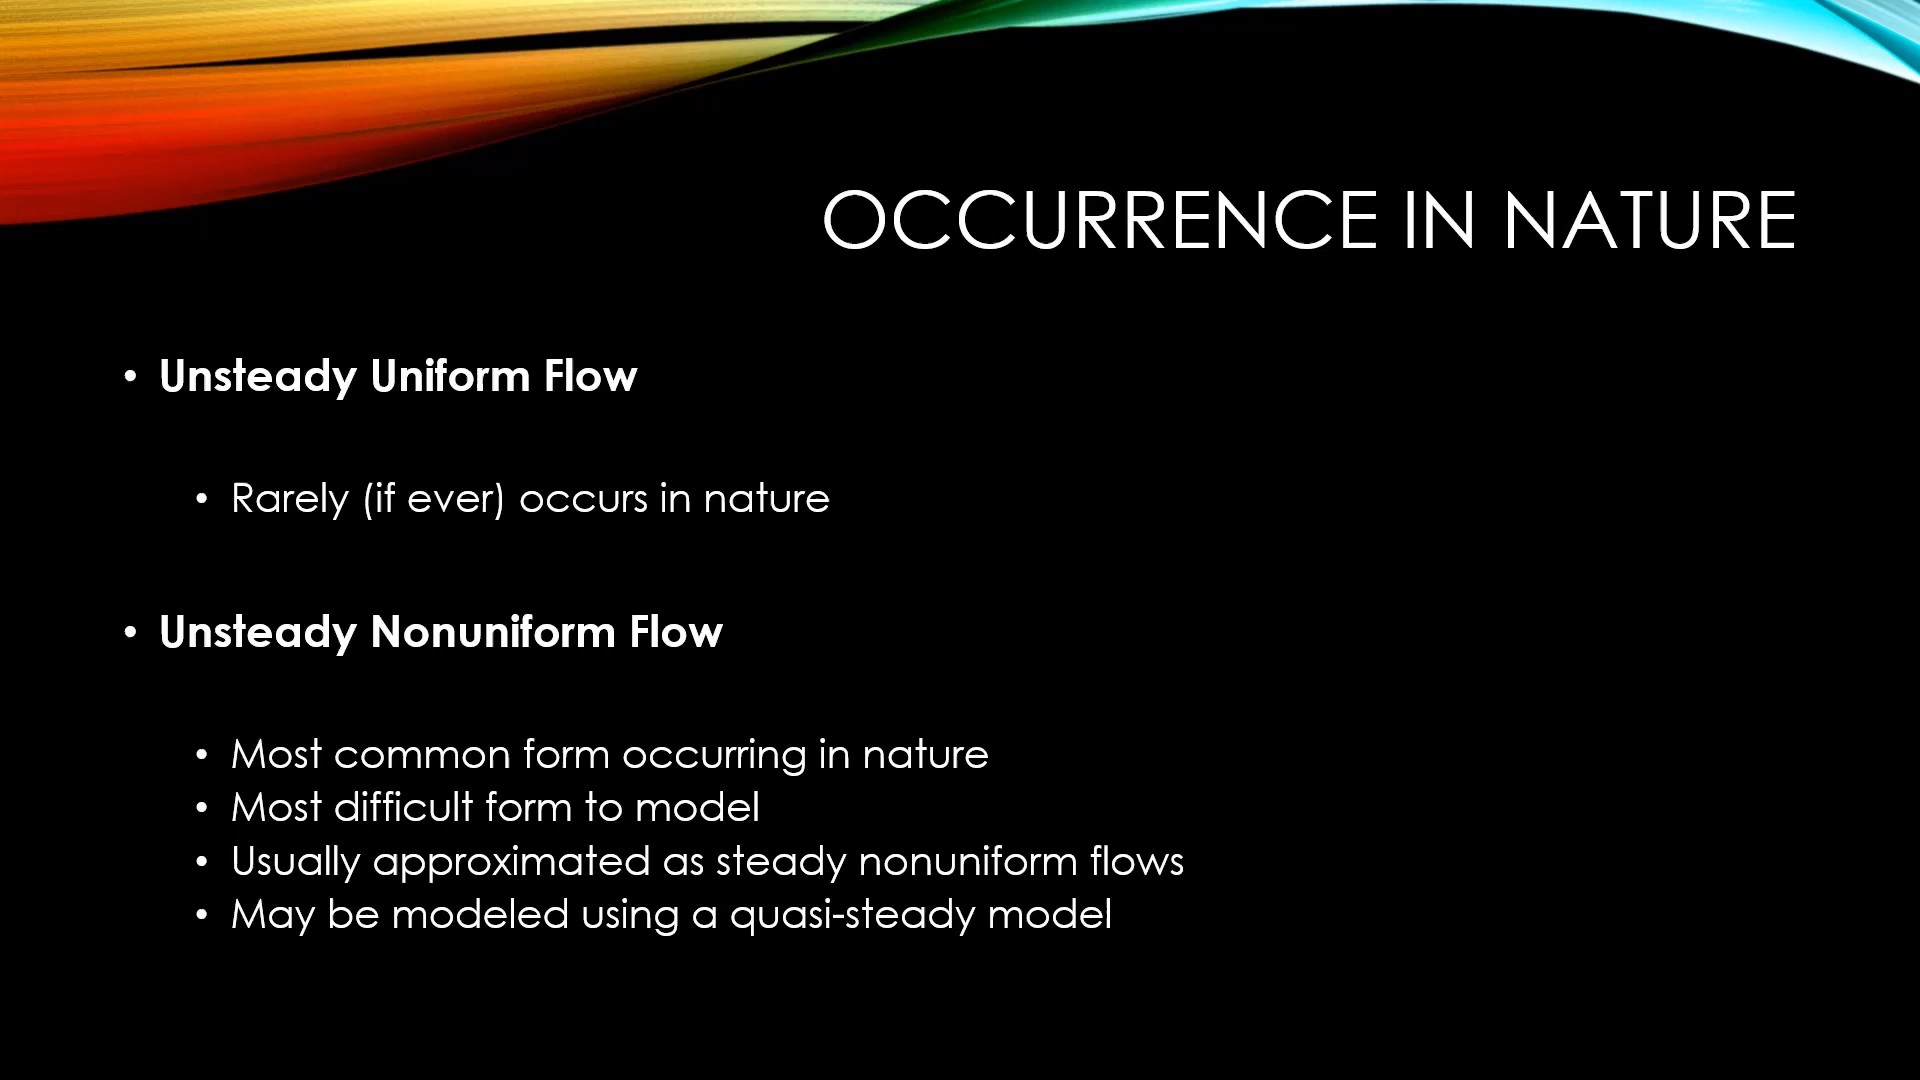 OCCURRENCE IN NATURE
• Unsteady Uniform Flow
• Rarely (if ever) occurs in nature
• Unsteady Nonuniform Flow
• Most common form occurring in nature
• Most difficult form to model
• Usually approximated as steady nonuniform flows
• May be modeled using a quasi-steady model